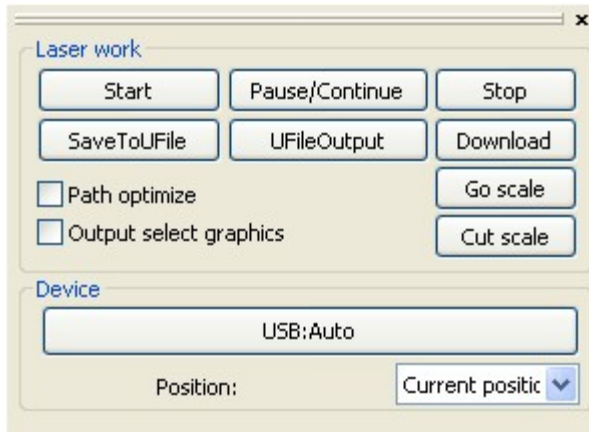 Laser work
Start Pause/Continue Stop
SaveToUFile UFileOutput Download
Path optimize Go scale
Output select graphics Cut scale
Device
USB:Auto
Position: Current positic